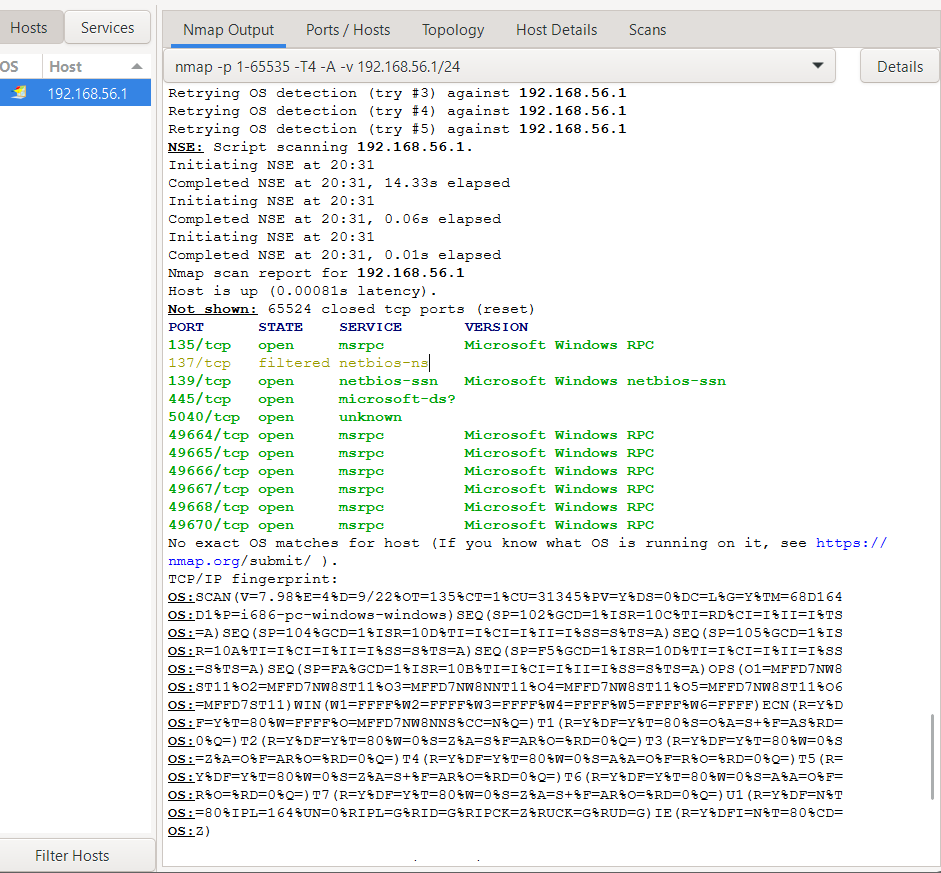 Hosts
Services
Nmap Output
Ports / Hosts
Topology
Host Details
Scans
OS
Host
nmap -p 1-65535 -T4 -A -v 192.168.56.1/24
Details
192.168.56.1
Retrying OS detection (try #3) against 192.168.56.1
Retrying OS detection (try #4) against 192.168.56.1
Retrying OS detection (try #5) against 192.168.56.1
NSE: Script scanning 192.168.56.1.
Initiating NSE at 20:31
Completed NSE at 20:31, 14.33s elapsed
Initiating NSE at 20:31
Completed NSE at 20:31, 0.06s elapsed
Initiating NSE at 20:31
Completed NSE at 20:31, 0.01s elapsed
Nmap scan report for 192.168.56.1
Host is up (0.00081s latency).
Not shown: 65524 closed tcp ports (reset)
PORT STATE SERVICE VERSION
135/tcp open msrpc Microsoft Windows RPC
137/tcp filtered netbios-ns
139/tcp open netbios-ssn Microsoft Windows netbios-ssn
445/tcp open microsoft-ds?
5040/tcp open unknown
49664/tcp open msrpc Microsoft Windows RPC
49665/tcp open msrpc Microsoft Windows RPC
49666/tcp open msrpc Microsoft Windows RPC
49667/tcp open msrpc Microsoft Windows RPC
49668/tcp open msrpc Microsoft Windows RPC
49670/tcp open msrpc Microsoft Windows RPC
No exact OS matches for host (If you know what OS is running on it, see https://
nmap.org/submit/ ).
TCP/IP fingerprint:
OS:SCAN(V=7.98%E=4%D=9/22%OT=135%CT=1%CU=31345%PV=Y%DS=0%DC=L%G=Y%TM=68D164
OS:D1%P=i686-pc-windows-windows)SEQ(SP=102%GCD=1%ISR=10C%TI=RD%CI=I%II=I%TS
OS:=A)SEQ(SP=104%GCD=1%ISR=10D%TI=I%CI=I%II=I%SS=S%TS=A)SEQ(SP=105%GCD=1%IS
OS:R=10A%TI=I%CI=I%II=I%SS=S%TS=A)SEQ(SP=F5%GCD=1%ISR=10D%TI=I%CI=I%II=I%SS
OS:=S%TS=A)SEQ(SP=FA%GCD=1%ISR=10B%TI=I%CI=I%II=I%SS=S%TS=A)OPS(O1=MFFD7NW8
OS:ST11%O2=MFFD7NW8ST11%O3=MFFD7NW8NNT11%O4=MFFD7NW8ST11%O5=MFFD7NW8ST11%O6
OS:=MFFD7ST11)WIN(W1=FFFF%W2=FFFF%W3=FFFF%W4=FFFF%W5=FFFF%W6=FFFF)ECN(R=Y%D
OS:F=Y%T=80%W=FFFF%O=MFFD7NW8NNS%CC=N%Q=)T1(R=Y%DF=Y%T=80%S=O%A=S+%F=AS%RD=
OS:0%Q=)T2(R=Y%DF=Y%T=80%W=0%S=Z%A=S%F=AR%O=%RD=0%Q=)T3(R=Y%DF=Y%T=80%W=0%S
OS:=Z%A=O%F=AR%O=%RD=0%Q=)T4(R=Y%DF=Y%T=80%W=0%S=A%A=O%F=R%O=%RD=0%Q=)T5(R=
OS:Y%DF=Y%T=80%W=0%S=Z%A=S+%F=AR%O=%RD=0%Q=)T6(R=Y%DF=Y%T=80%W=0%S=A%A=O%F=
OS:R%O=%RD=0%Q=)T7(R=Y%DF=Y%T=80%W=0%S=Z%A=S+%F=AR%O=%RD=0%Q=)U1(R=Y%DF=N%T
OS:=80%IPL=164%UN=0%RIPL=G%RID=G%RIPCK=Z%RUCK=G%RUD=G)IE(R=Y%DFI=N%T=80%CD=
OS:Z)
Filter Hosts